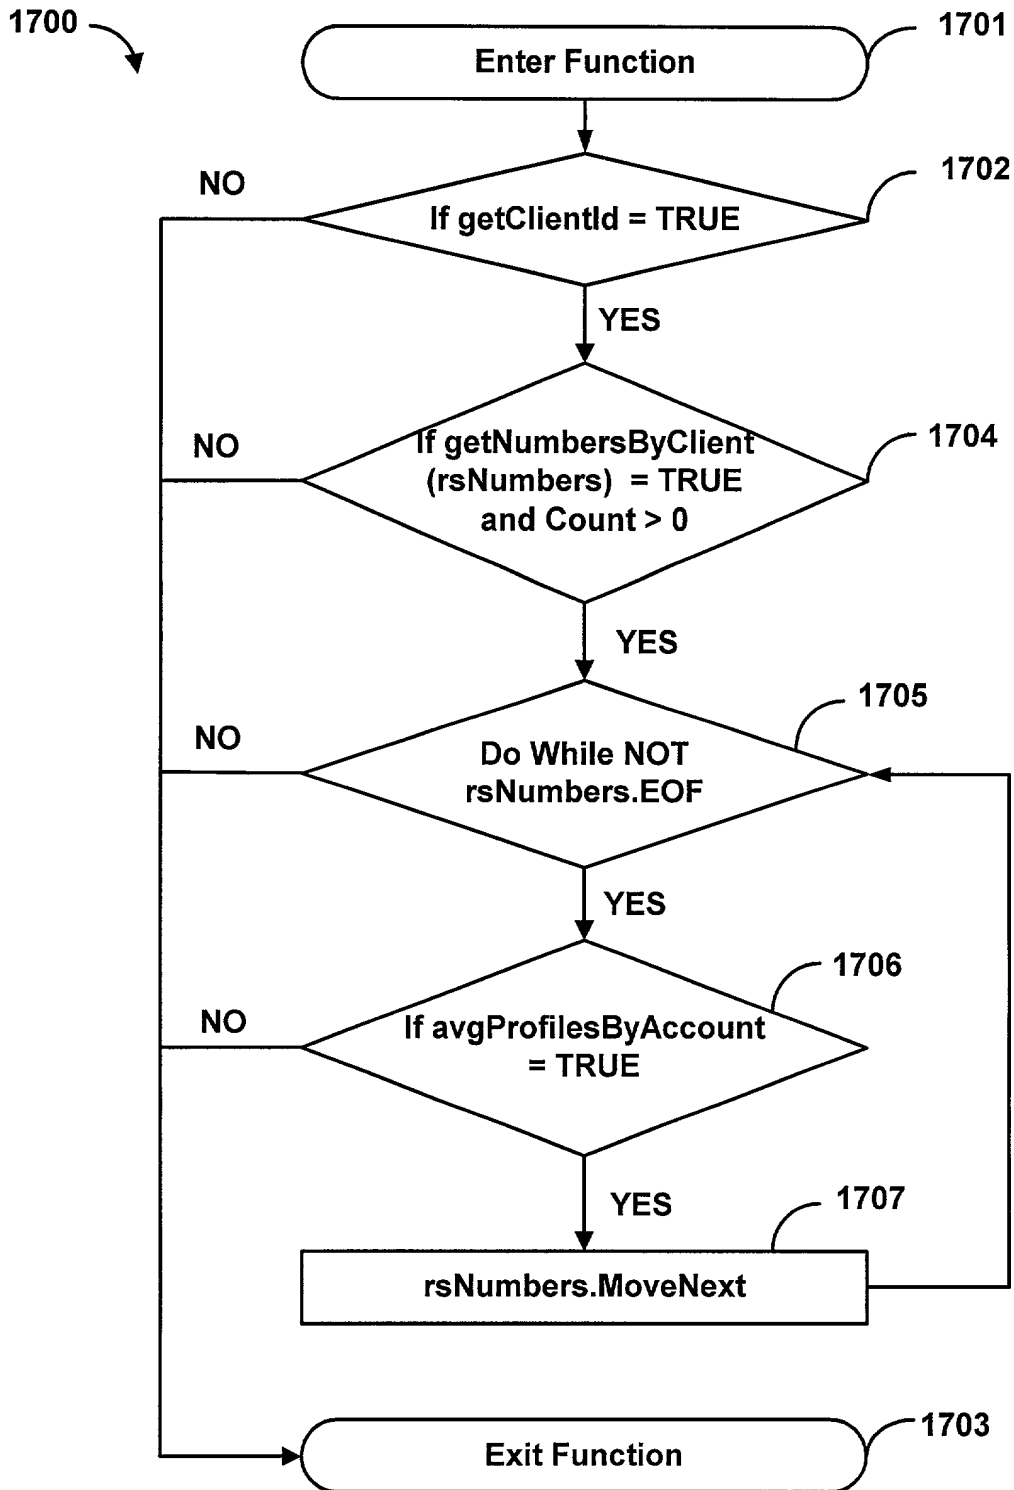 1700
1701
Enter Function
1702
NO
If getClientId = TRUE
YES
1704
NO
If getNumbersByClient
(rsNumbers) = TRUE
and Count > 0
YES
1705
NO
Do While NOT
rsNumbers.EOF
YES
1706
NO
If avgProfilesByAccount
= TRUE
YES
1707
rsNumbers.MoveNext
1703
Exit Function